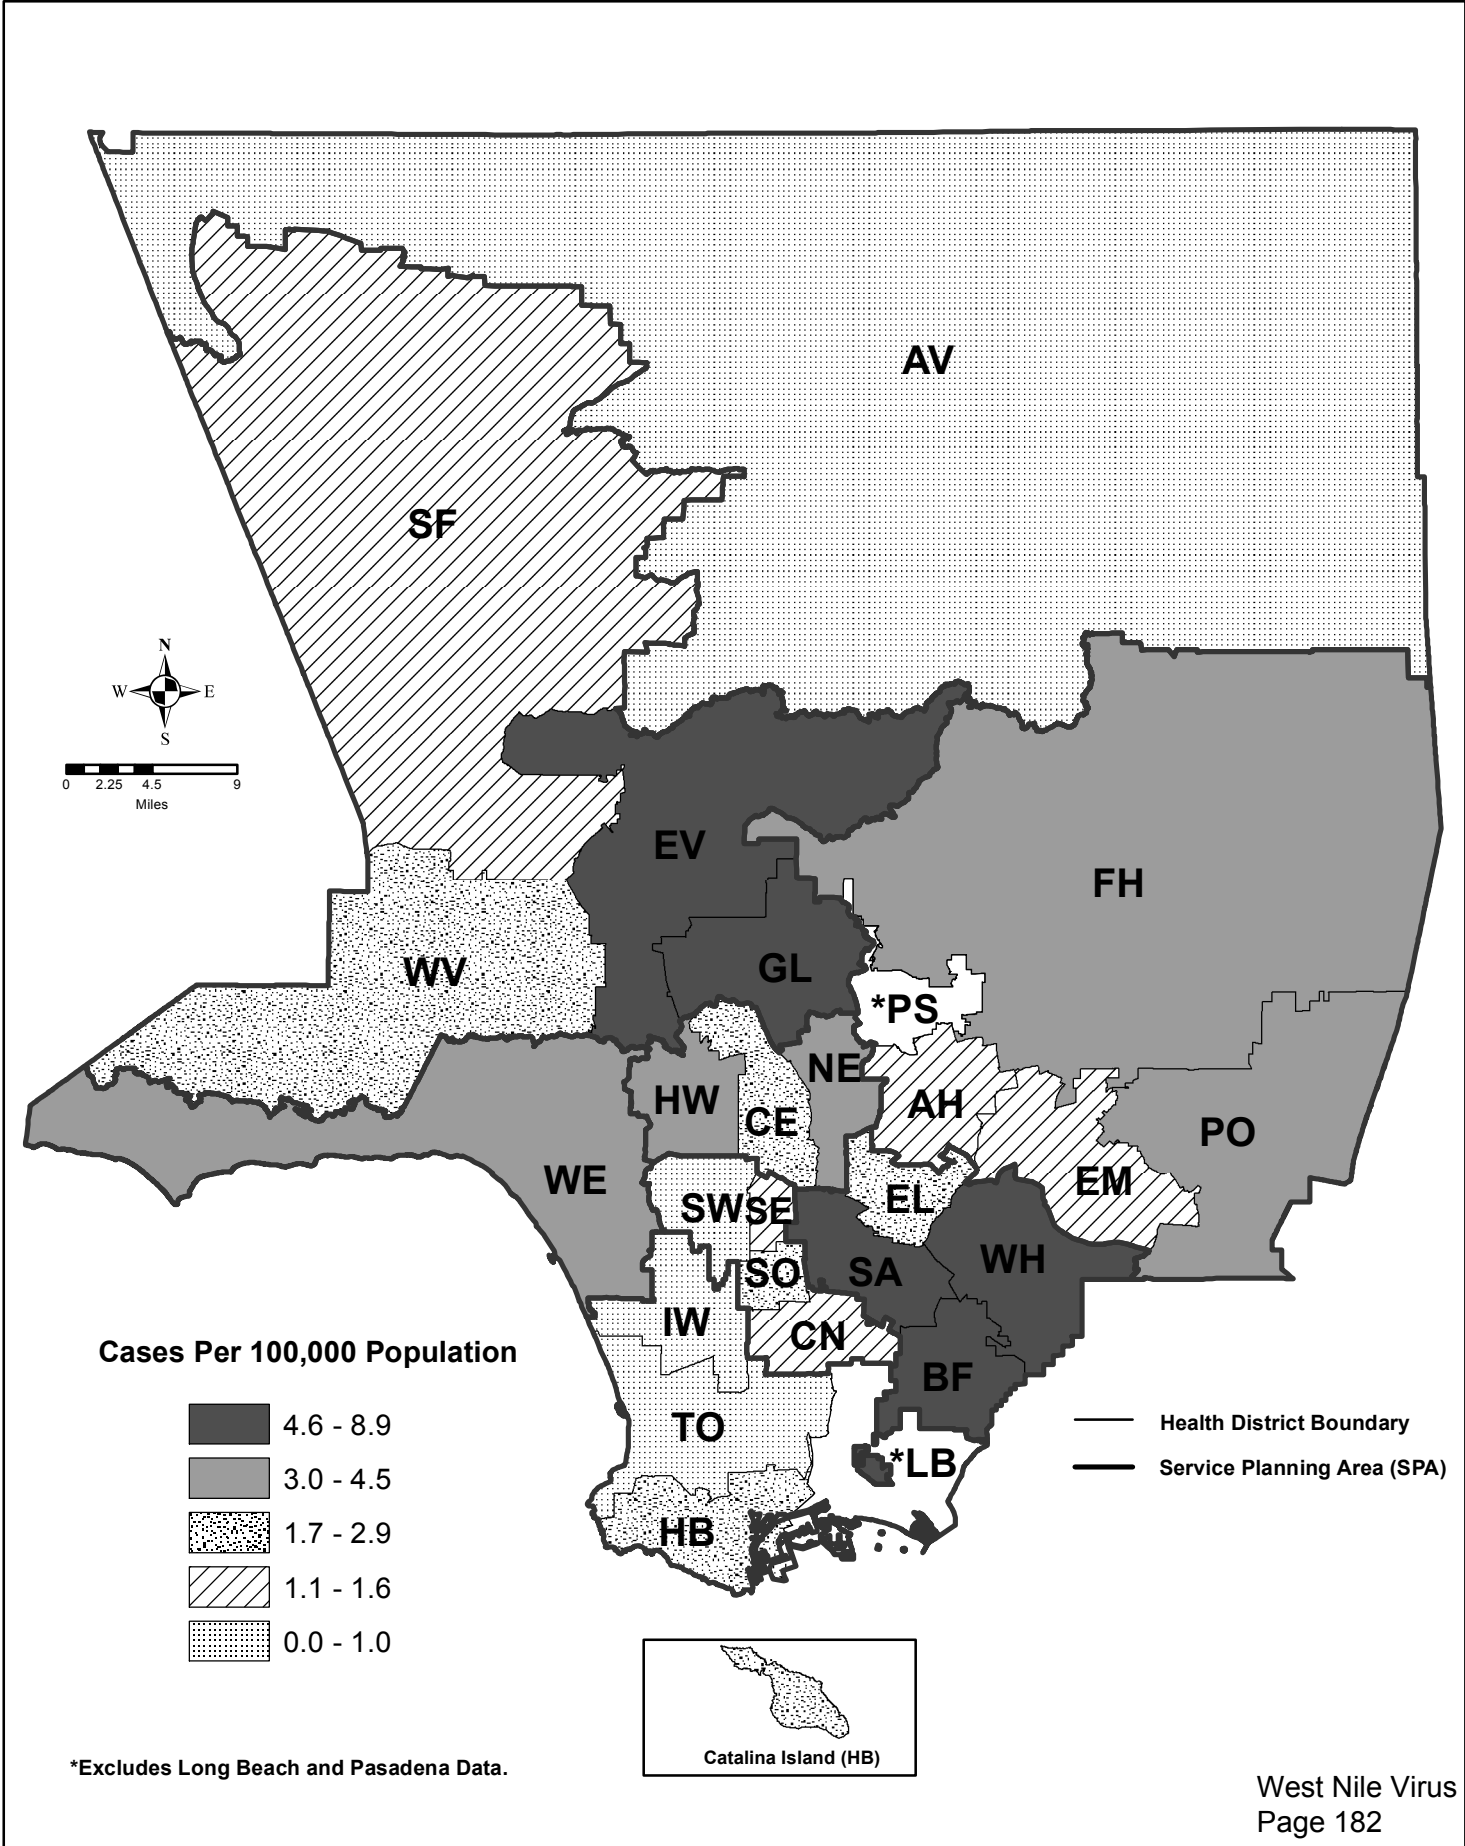 AV
SF
N
W E
S
0 2.25 4.5 9
Miles
EV
FH
GL
WV
*PS
NE
HW
AH
CE
PO
WE
EM
EL
SW
SE
WH
SO
SA
IW
CN
BF
TO
*LB
HB
Cases Per 100,000 Population
4.6 - 8.9
3.0 - 4.5
1.7 - 2.9
1.1 - 1.6
0.0 - 1.0
Health District Boundary
Service Planning Area (SPA)
Catalina Island (HB)
*Excludes Long Beach and Pasadena Data.
West Nile Virus
Page 182